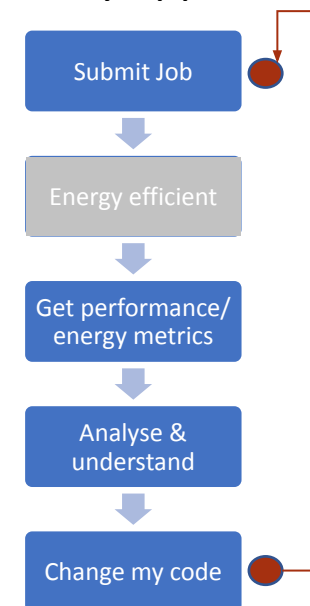 Submit Job
Energy efficient
Get performance/
energy metrics
Analyse &
understand
Change my code